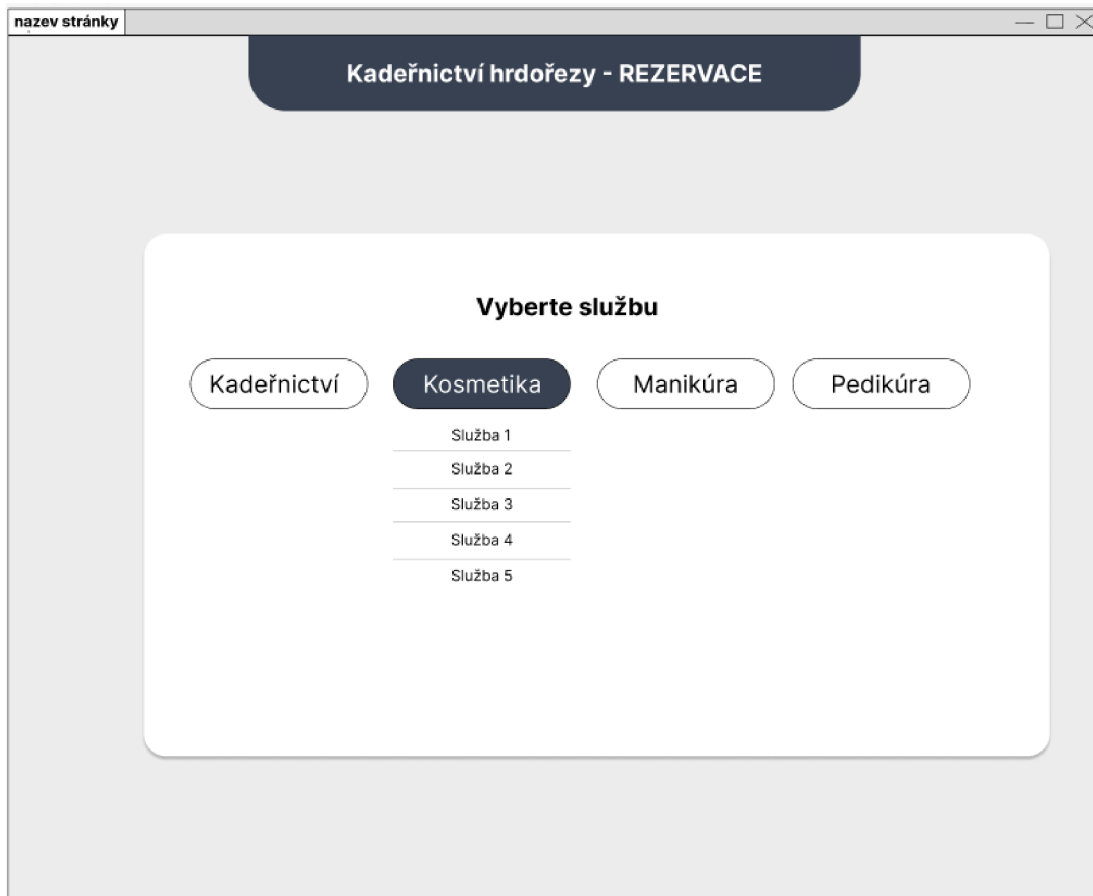 nazev stránky
Kadeřnictví hrdořezy - REZERVACE
Vyberte službu
Kadeřnictví
Kosmetika
Manikúra
Pedikúra
Služba 1
Služba 2
Služba 3
Služba 4
Služba 5